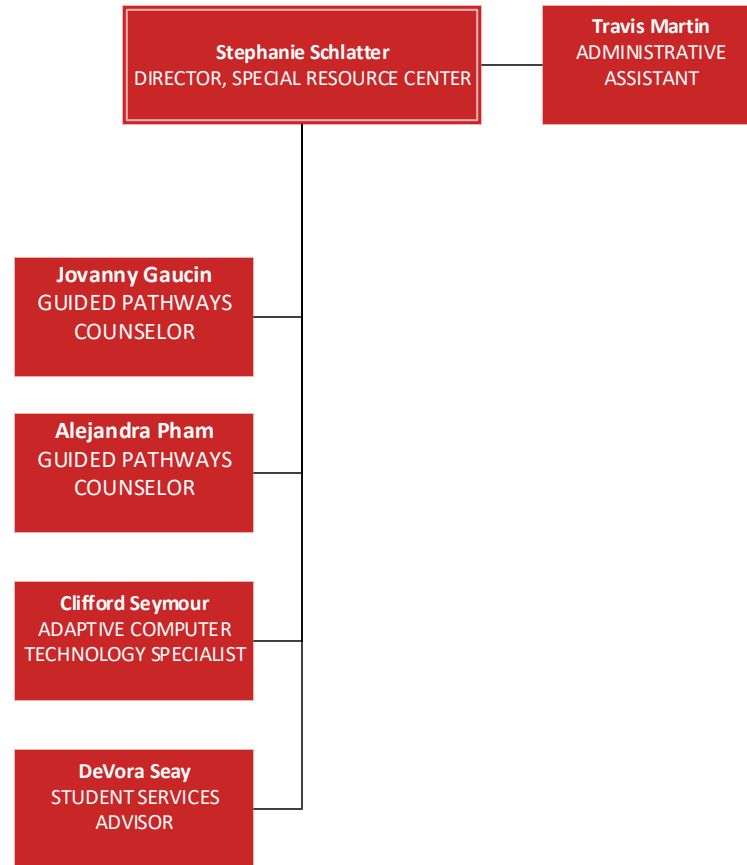 Stephanie Schlatter
DIRECTOR, SPECIAL RESOURCE CENTER
Travis Martin
ADMINISTRATIVE
ASSISTANT
Jovanny Gaucin
GUIDED PATHWAYS
COUNSELOR
Alejandra Pham
GUIDED PATHWAYS
COUNSELOR
Clifford Seymour
ADAPTIVE COMPUTER
TECHNOLOGY SPECIALIST
DeVora Seay
STUDENT SERVICES
ADVISOR